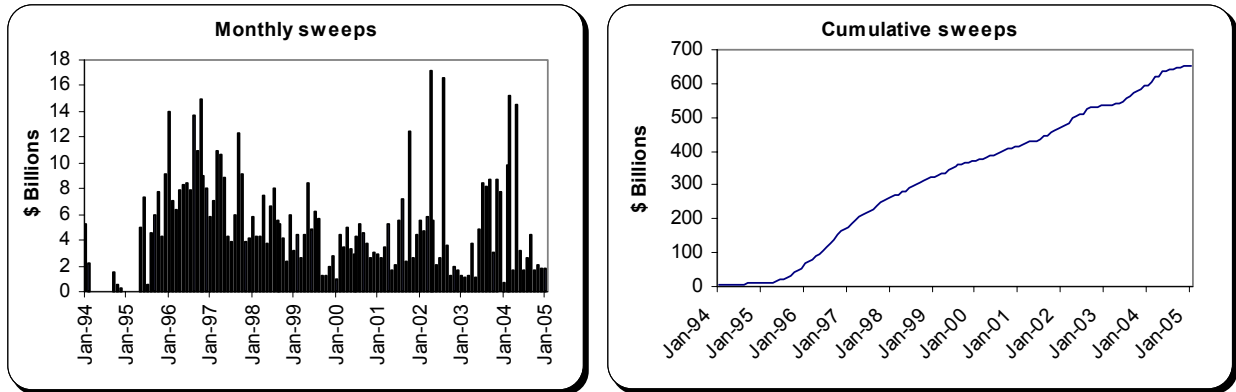 Monthly sweeps
18
16
14
12
10
8
6
4
2
0
$ Billions
Jan-94
Jan-95
Jan-96
Jan-97
Jan-98
Jan-99
Jan-00
Jan-01
Jan-02
Jan-03
Jan-04
Jan-05
Cumulative sweeps
700
600
500
400
300
200
100
0
$ Billions
Jan-94
Jan-95
Jan-96
Jan-97
Jan-98
Jan-99
Jan-00
Jan-01
Jan-02
Jan-03
Jan-04
Jan-05